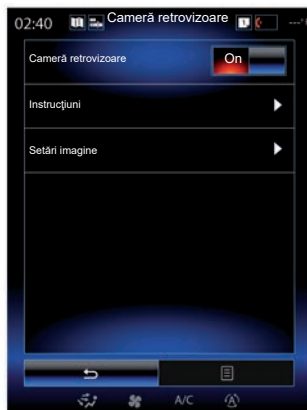 02:40 Cameră retrovizoare
Cameră retrovizoare On
Instrucţiuni
Setări imagine
A/C